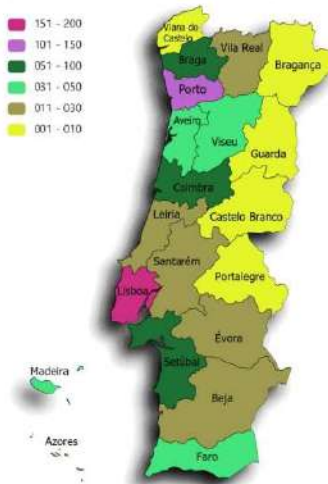 151 - 200
101 - 150
051 - 100
031 - 050
011 - 030
001 - 010
Viana do
Castelo
Braga
Vila Real
Bragança
Porto
Aveiro
Viseu
Guarda
Coimbra
Leiria
Castelo Branco
Santarém
Lisboa
Portalegre
Évora
Setúbal
Beja
Faro
Madeira
Azores